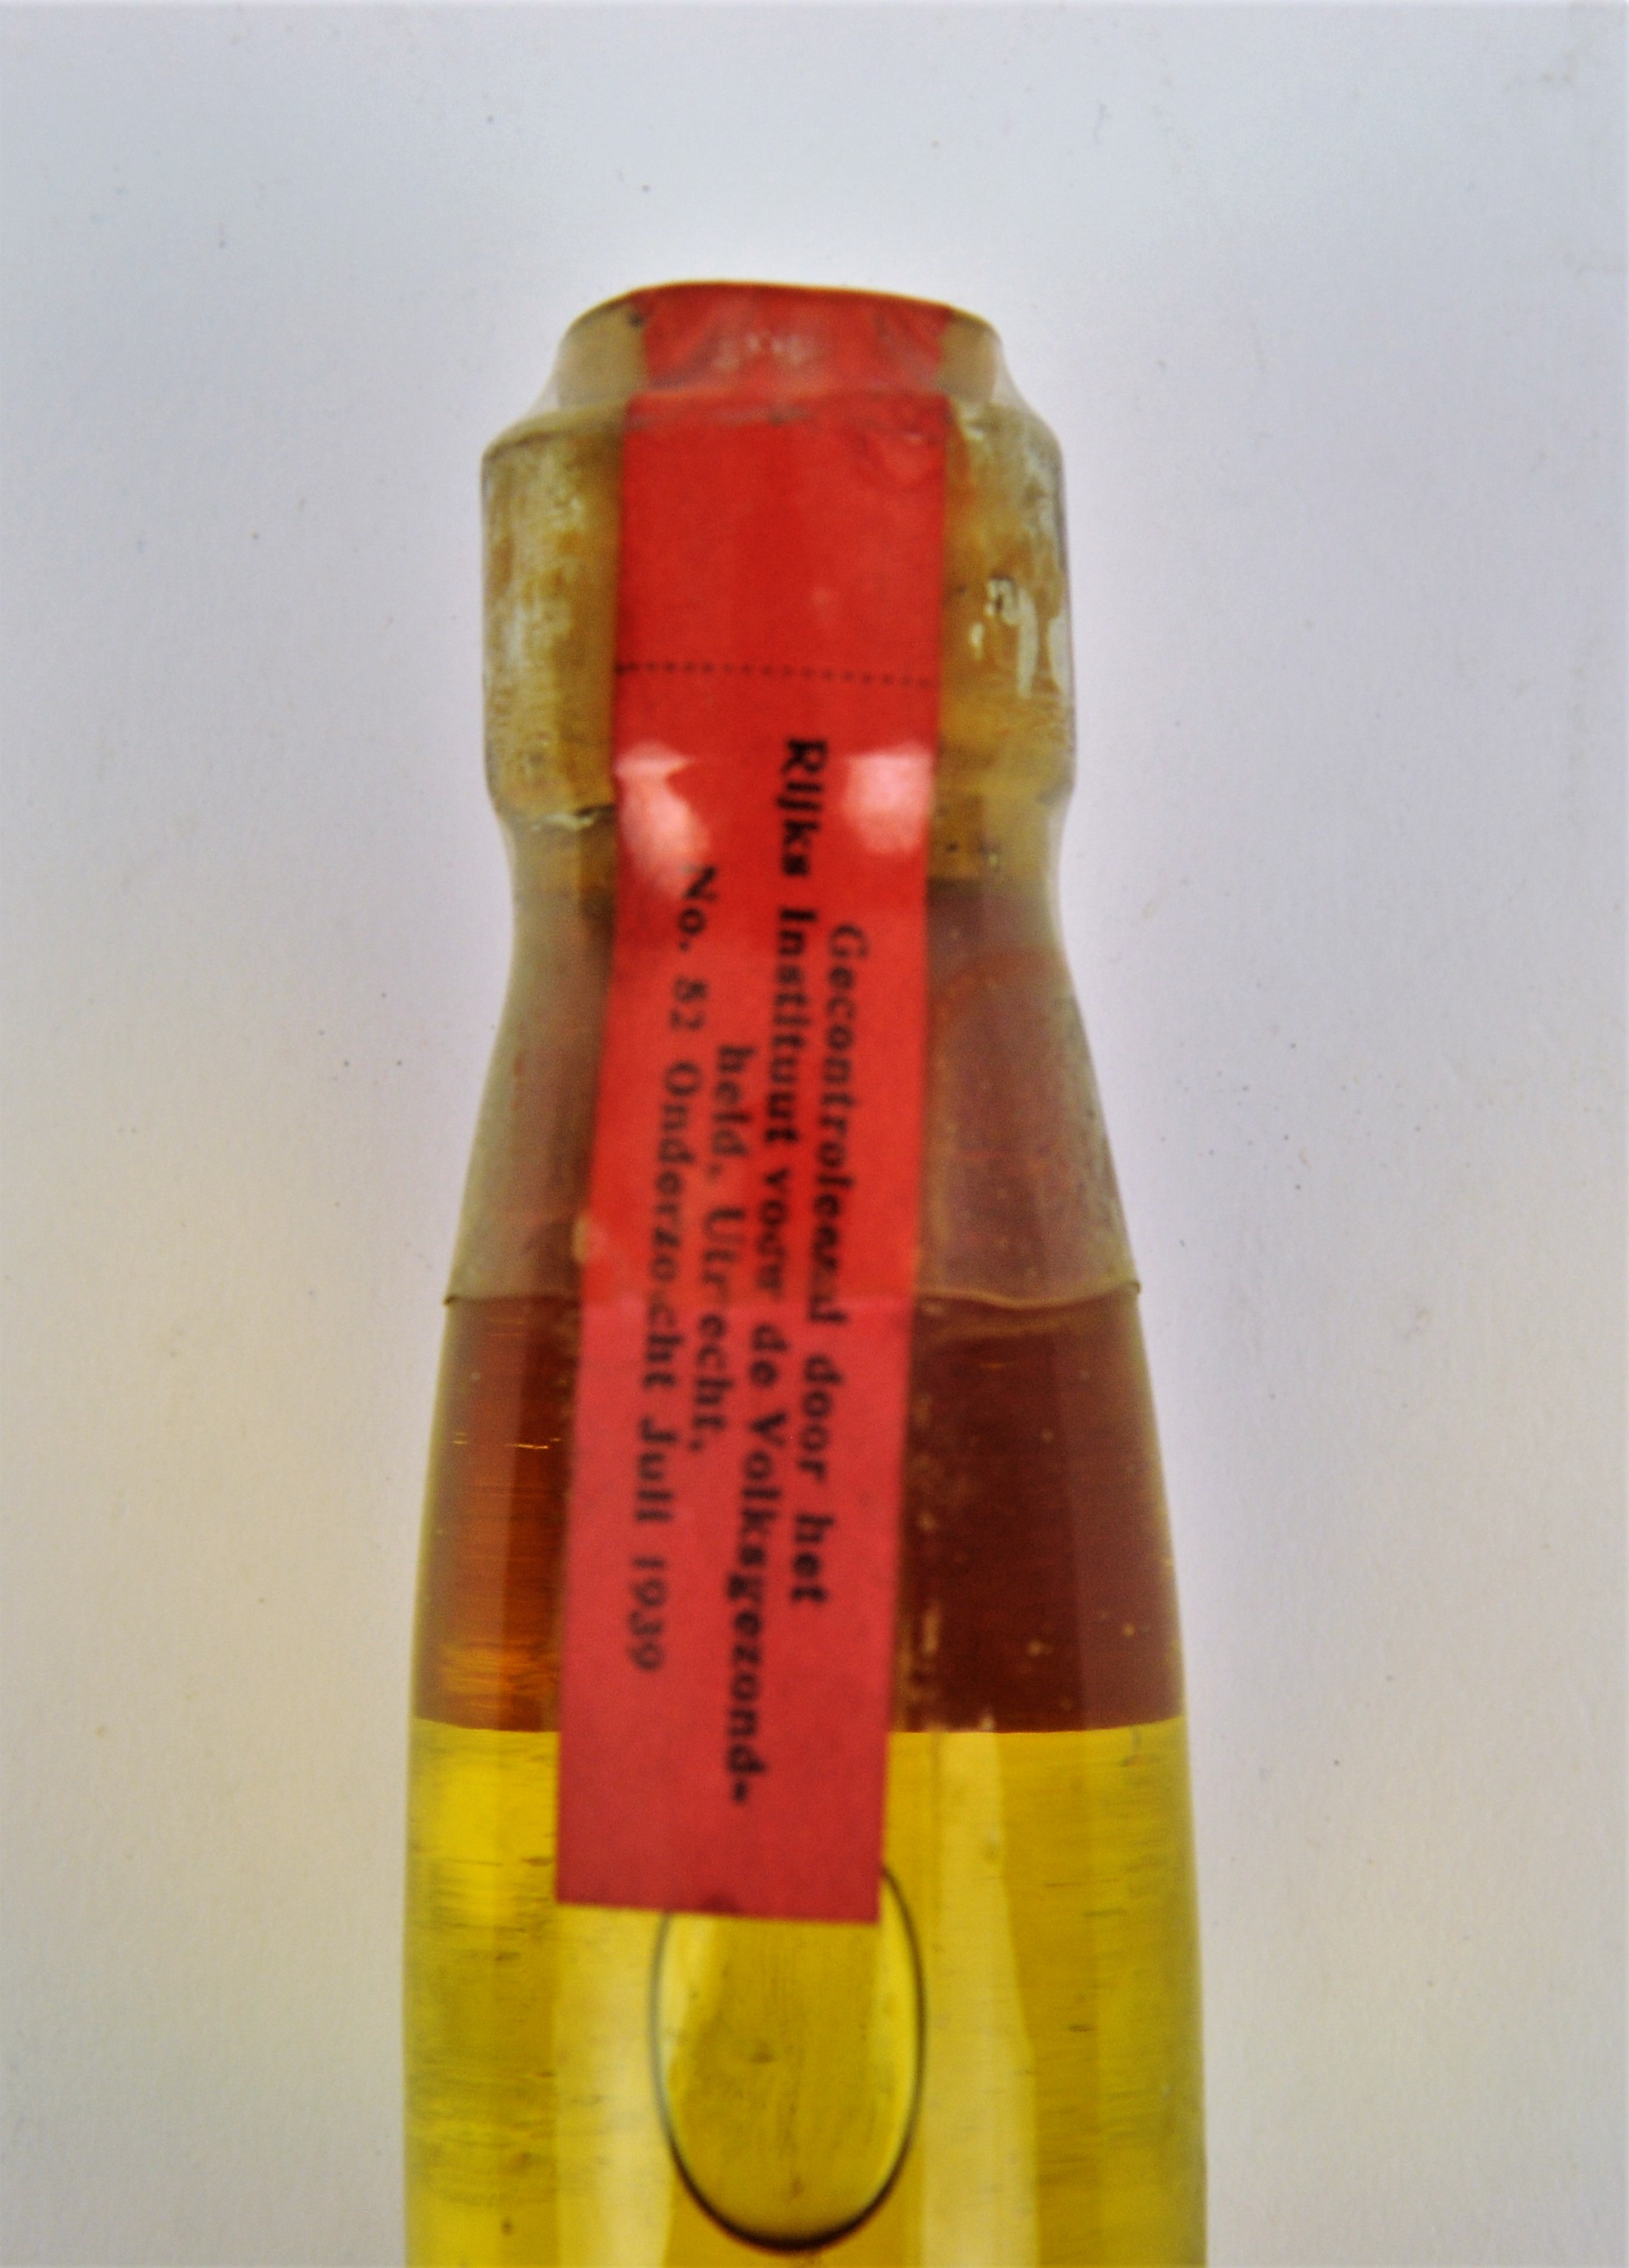 Gecontroleerd door het
Rijks Instituut voor de Volksgezond-
heid, Utrecht.
No. 82 Onderzocht Juli 1939